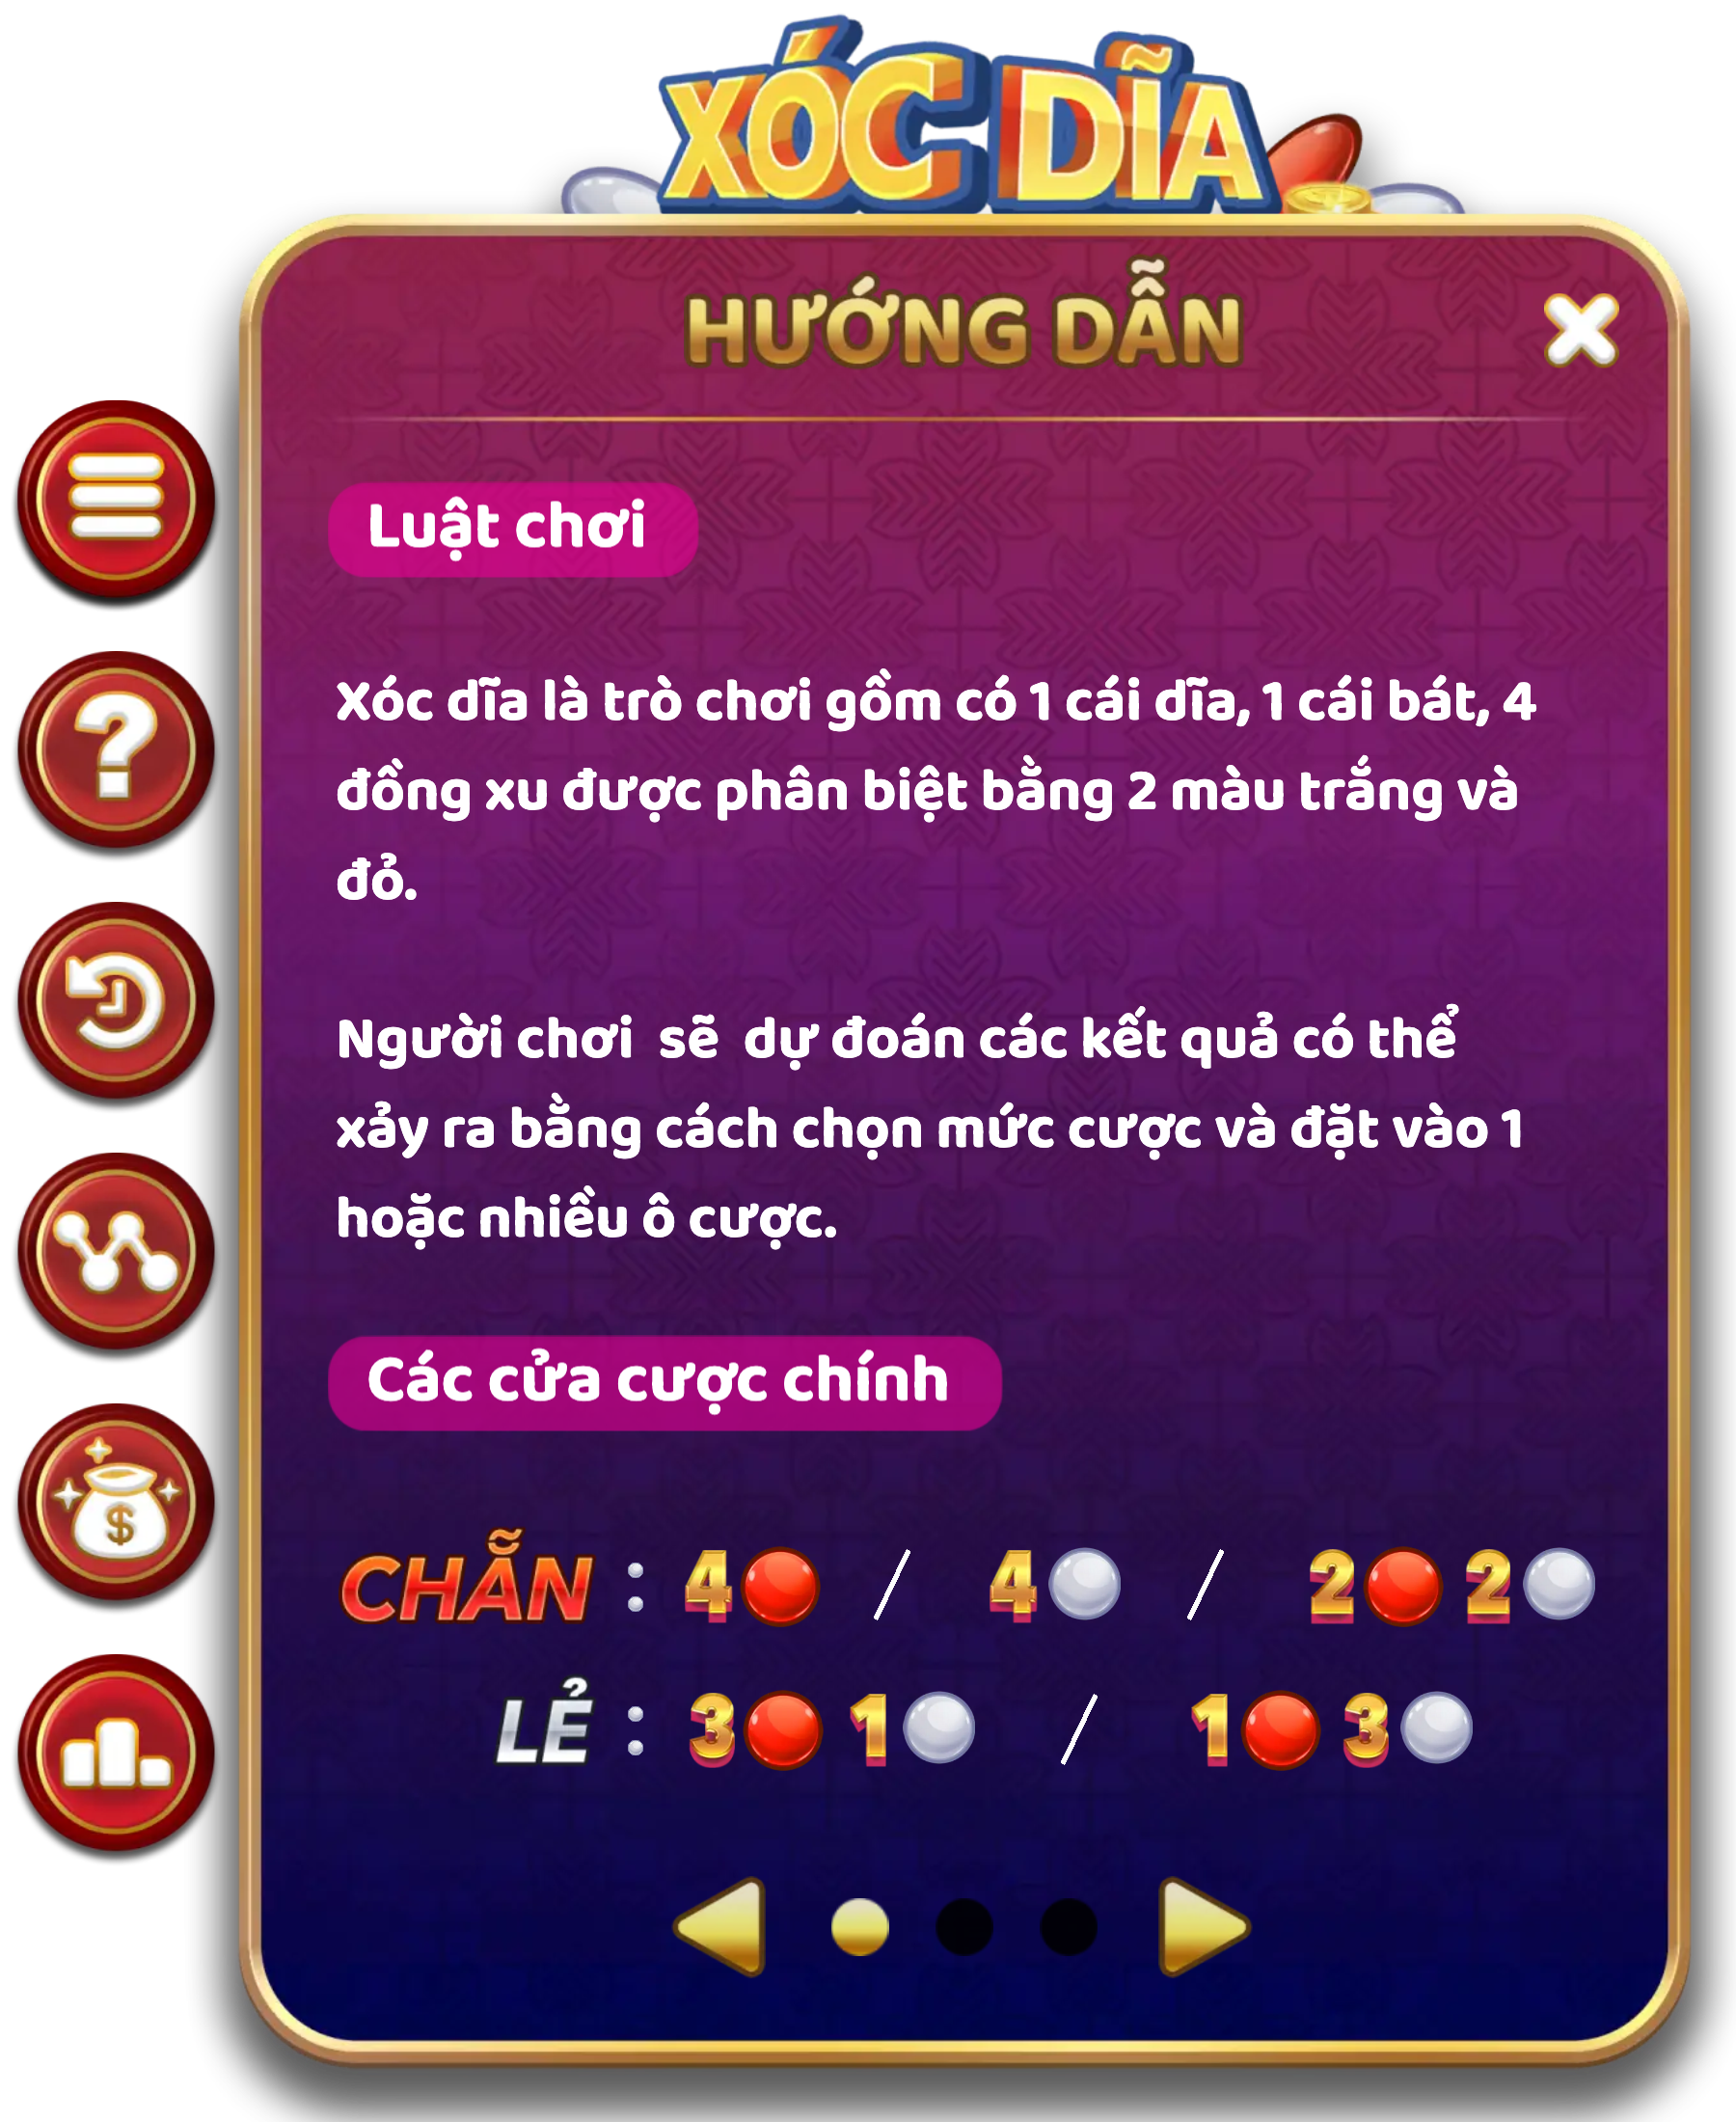 XÓC DĨA
HƯỚNG DẪN
Luật chơi
Xóc dĩa là trò chơi gồm có 1 cái dĩa, 1 cái bát, 4
đồng xu được phân biệt bằng 2 màu trắng và
đỏ.
Người chơi sẽ dự đoán các kết quả có thể
xảy ra bằng cách chọn mức cược và đặt vào 1
hoặc nhiều ô cược.
Các cửa cược chính
CHẴN : 4 / 4 / 2 2
LẺ : 3 1 / 1 3